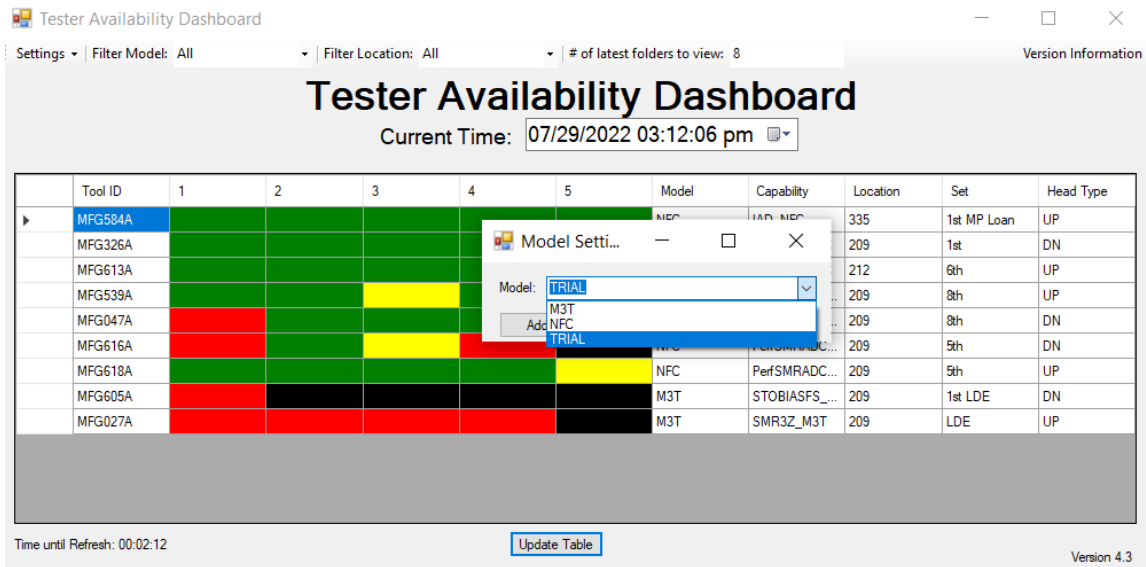 Tester Availability Dashboard
Settings Filter Model: All Filter Location: All # of latest folders to view: 8 Version Information
Tester Availability Dashboard
Current Time: 07/29/2022 03:12:06 pm
Tool ID 1 2 3 4 5 Model Capability Location Set Head Type
MFG584A NFC IAD_NFC 335 1st MP Loan UP
MFG326A 209 1st DN
MFG613A 212 6th UP
MFG539A 209 8th UP
MFG047A 209 8th DN
MFG616A 209 5th DN
MFG618A NFC PerfSMRADC... 209 5th UP
MFG605A M3T STOBIASFS_... 209 1st LDE DN
MFG027A M3T SMR3Z_M3T 209 LDE UP
Model Setti...
Model: TRIAL
M3T
Add NFC
TRIAL
Time until Refresh: 00:02:12 Update Table Version 4.3